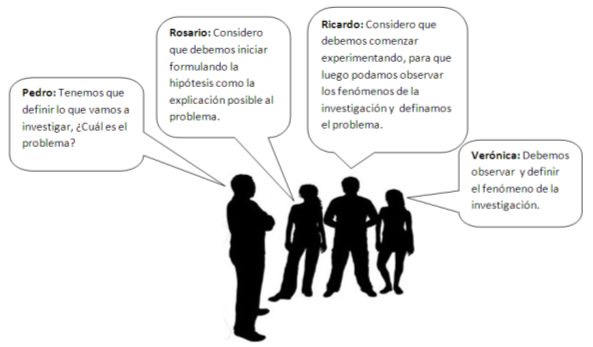 Pedro: Tenemos que
definir lo que vamos a
investigar, ¿Cuál es el
problema?
Rosario: Considero
que debemos iniciar
formulando la
hipótesis como la
explicación posible al
problema.
Ricardo: Considero que
debemos comenzar
experimentando, para que
luego podamos observar
los fenómenos de la
investigación y definamos
el problema.
Verónica: Debemos
observar y definir
el fenómeno de la
investigación.